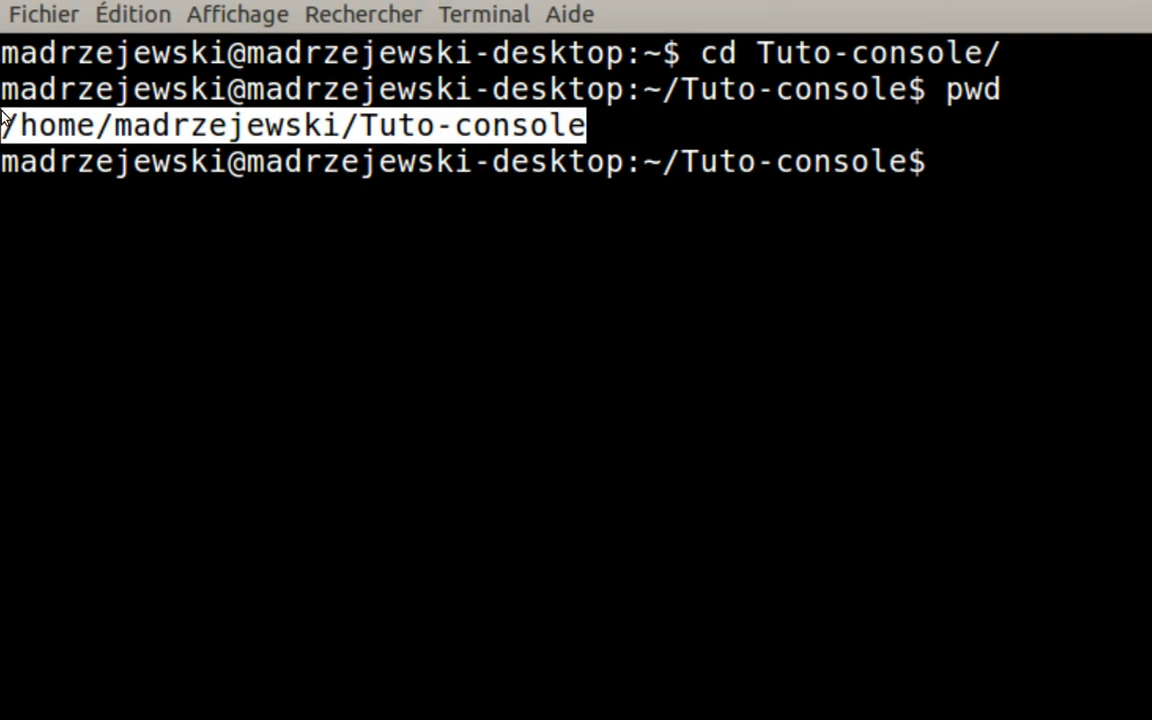 Fichier Édition Affichage Rechercher Terminal Aide
madrzejewski@madrzejewski-desktop:~$ cd Tuto-console/
madrzejewski@madrzejewski-desktop:~/Tuto-console$ pwd
/home/madrzejewski/Tuto-console
madrzejewski@madrzejewski-desktop:~/Tuto-console$